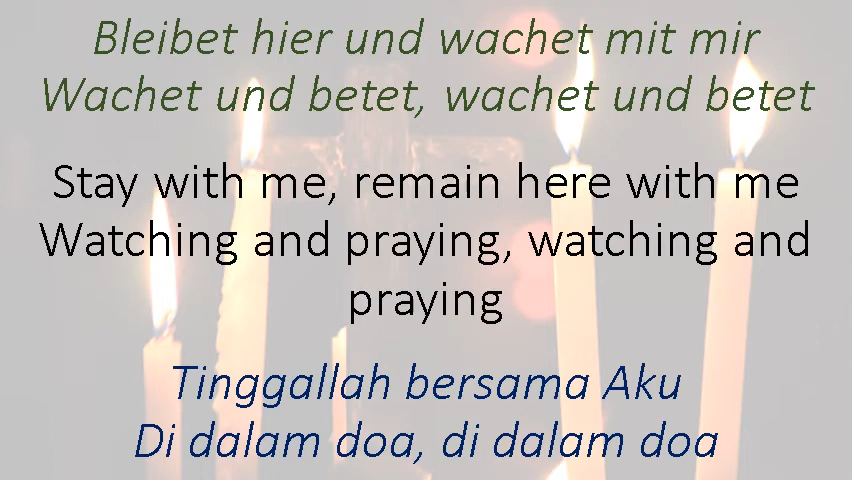 Bleibet hier und wachet mit mir
Wachet und betet, wachet und betet
Stay with me, remain here with me
Watching and praying, watching and
praying
Tinggallah bersama Aku
Di dalam doa, di dalam doa